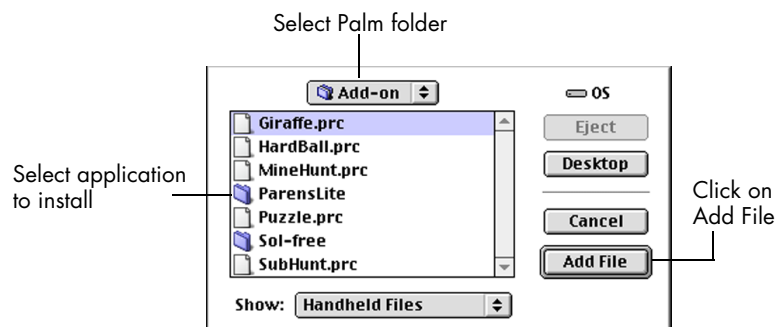 Select Palm folder
Add-on
OS
Giraffe.prc
HardBall.prc
MineHunt.prc
ParensLite
Puzzle.prc
Sol-free
SubHunt.prc
Eject
Desktop
Cancel
Add File
Select application
to install
Click on
Add File
Show: Handheld Files